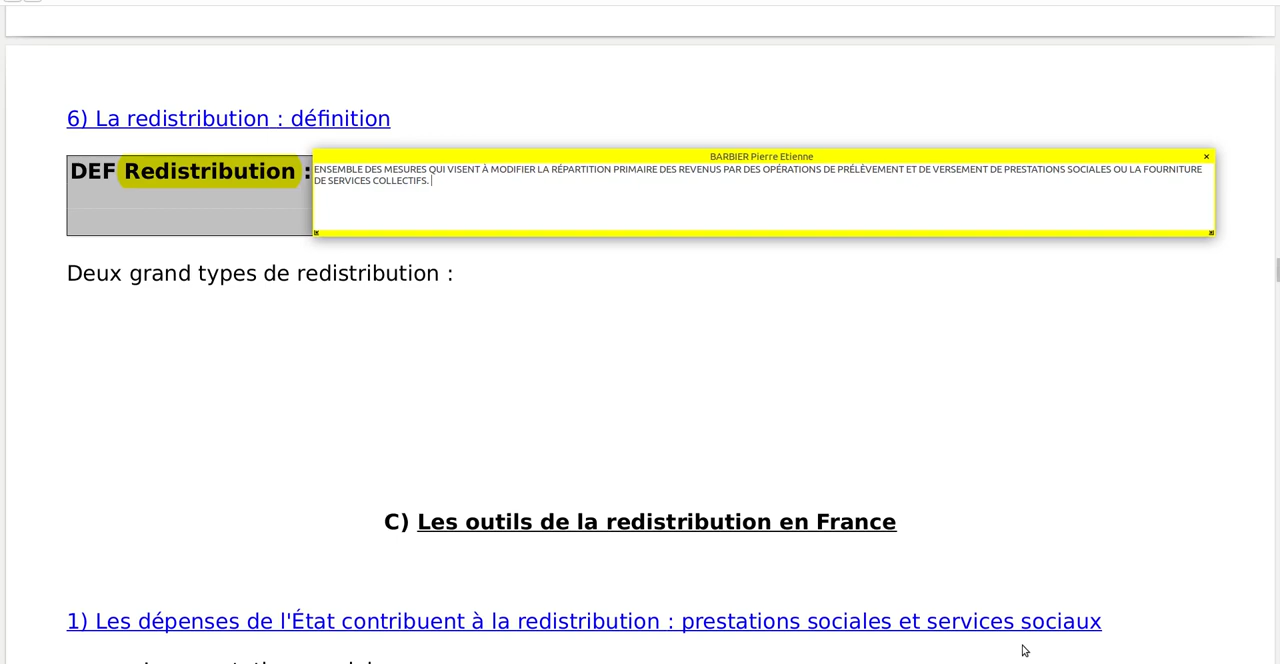 6) La redistribution : définition
BARBIER Pierre Etienne
DEF Redistribution :
ENSEMBLE DES MESURES QUI VISENT À MODIFIER LA RÉPARTITION PRIMAIRE DES REVENUS PAR DES OPÉRATIONS DE PRÉLÈVEMENT ET DE VERSEMENT DE PRESTATIONS SOCIALES OU LA FOURNITURE
DE SERVICES COLLECTIFS.
Deux grand types de redistribution :
C) Les outils de la redistribution en France
1) Les dépenses de l'État contribuent à la redistribution : prestations sociales et services sociaux